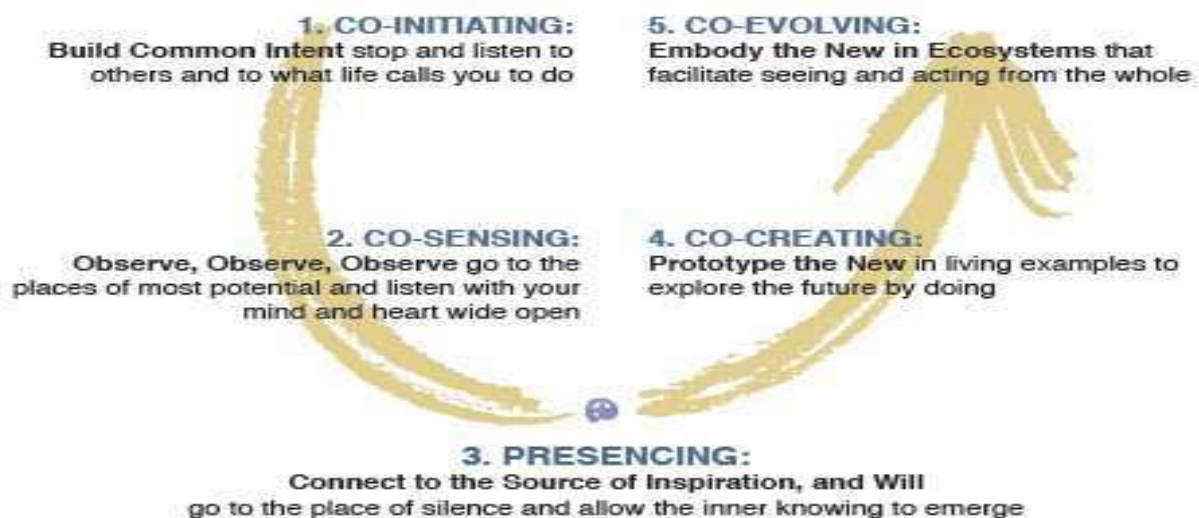 1. CO-INITIATING:
Build Common Intent stop and listen to
others and to what life calls you to do
2. CO-SENSING:
Observe, Observe, Observe go to the
places of most potential and listen with your
mind and heart wide open
3. PRESENCING:
Connect to the Source of Inspiration, and Will
go to the place of silence and allow the inner knowing to emerge
4. CO-CREATING:
Prototype the New in living examples to
explore the future by doing
5. CO-EVOLVING:
Embody the New in Ecosystems that
facilitate seeing and acting from the whole